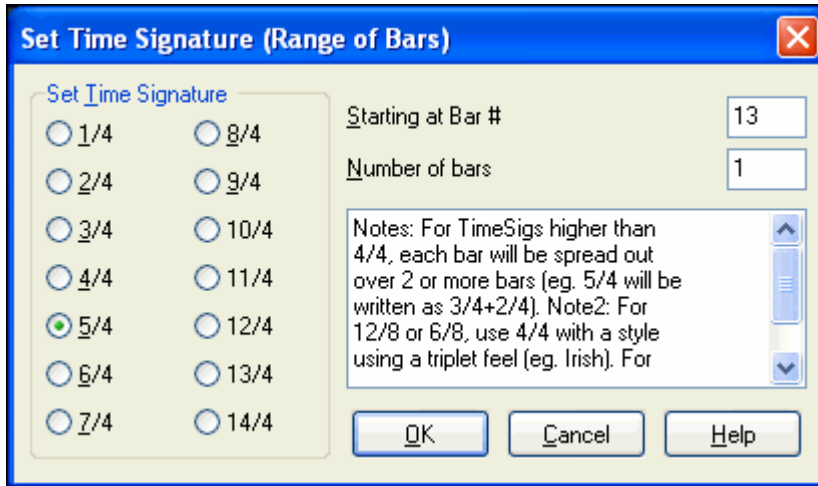 Set Time Signature (Range of Bars)
Set Time Signature
1/4
2/4
3/4
4/4
5/4
6/4
7/4
8/4
9/4
10/4
11/4
12/4
13/4
14/4
Starting at Bar # 13
Number of bars 1
Notes: For TimeSigs higher than
4/4, each bar will be spread out
over 2 or more bars (eg. 5/4 will be
written as 3/4+2/4). Note2: For
12/8 or 6/8, use 4/4 with a style
using a triplet feel (eg. Irish). For
OK Cancel Help